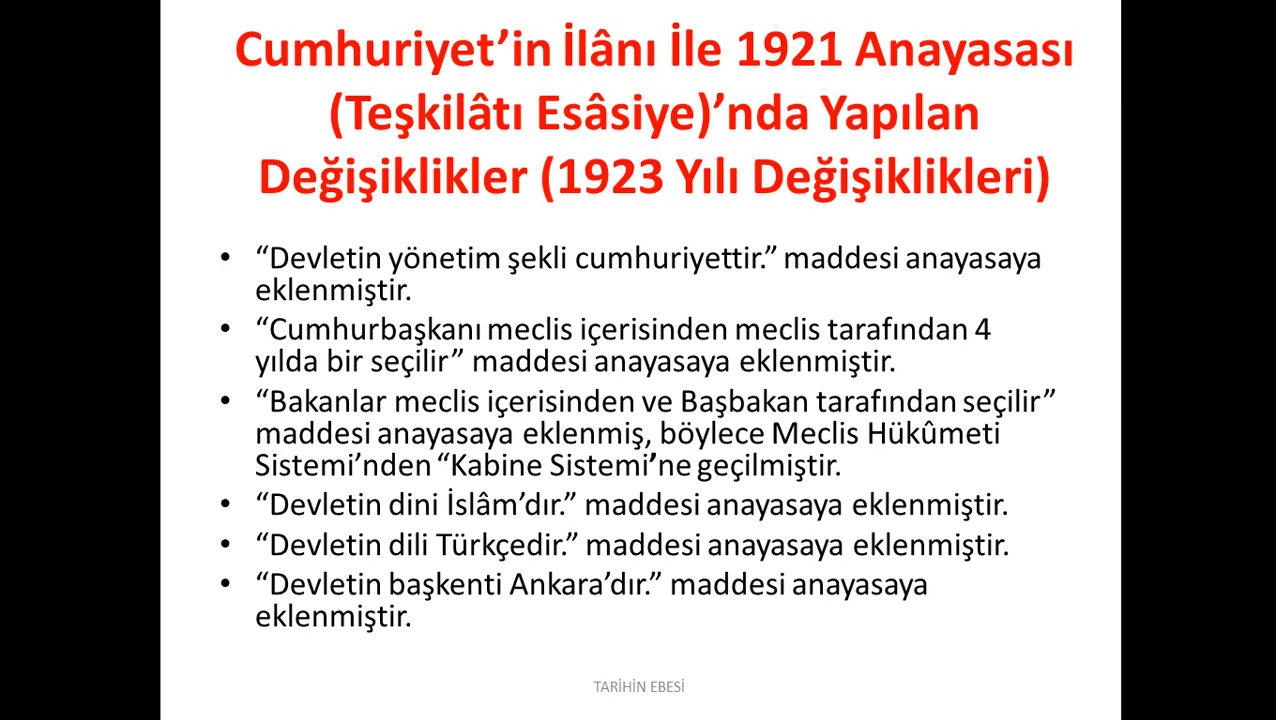 Cumhuriyet’in İlânı İle 1921 Anayasası
(Teşkilâtı Esâsiye)’nda Yapılan
Değişiklikler (1923 Yılı Değişiklikleri)
• “Devletin yönetim şekli cumhuriyettir.” maddesi anayasaya
eklenmiştir.
• “Cumhurbaşkanı meclis içerisinden meclis tarafından 4
yılda bir seçilir” maddesi anayasaya eklenmiştir.
• “Bakanlar meclis içerisinden ve Başbakan tarafından seçilir”
maddesi anayasaya eklenmiş, böylece Meclis Hükûmeti
Sistemi’nden “Kabine Sistemi’ne geçilmiştir.
• “Devletin dini İslâm’dır.” maddesi anayasaya eklenmiştir.
• “Devletin dili Türkçedir.” maddesi anayasaya eklenmiştir.
• “Devletin başkenti Ankara’dır.” maddesi anayasaya
eklenmiştir.
TARİHİN EBESİ